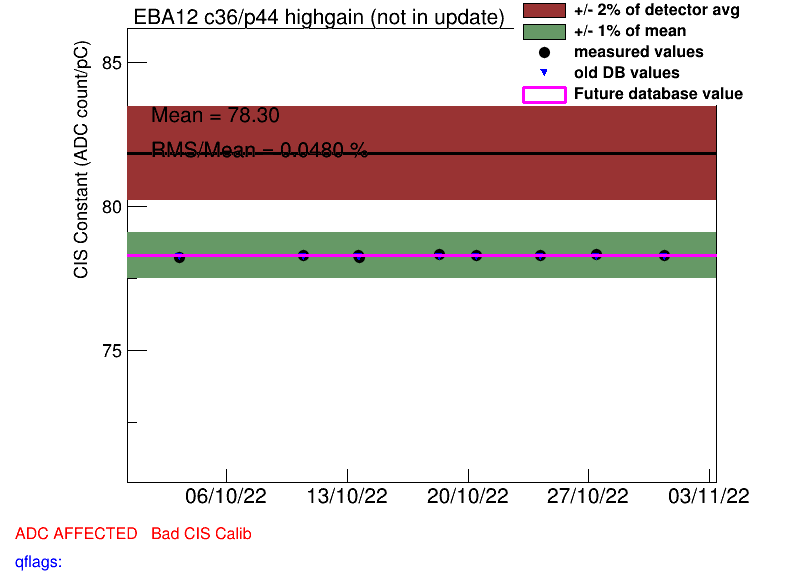 EBA12 c36/p44 highgain (not in update)
+/- 2% of detector avg
+/- 1% of mean
measured values
old DB values
Future database value
CIS Constant (ADC count/pC)
85
80
75
Mean = 78.30
RMS/Mean = 0.0480 %
06/10/22 13/10/22 20/10/22 27/10/22 03/11/22
ADC AFFECTED Bad CIS Calib
qflags: